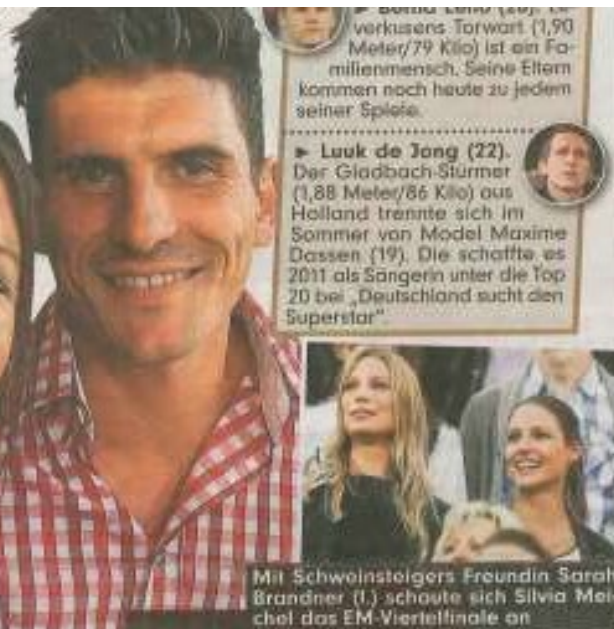 verkusens Torwart (1,90
Meter/79 Kilo) ist ein Fa-
milienmensch. Seine Eltern
kommen noch heute zu jedem
seiner Spiele.
► Luuk de Jong (22).
Der Gladbach-Stürmer
(1,88 Meter/86 Kilo) aus
Holland trennte sich im
Sommer von Model Maxime
Dassen (19). Die schaffte es
2011 als Sängerin unter die Top
20 bei „Deutschland sucht den
Superstar“.
Mit Schweinsteigers Freundin Sarah
Brandner (l.) schaute sich Silvia Mei-
chel das EM-Viertelfinale an